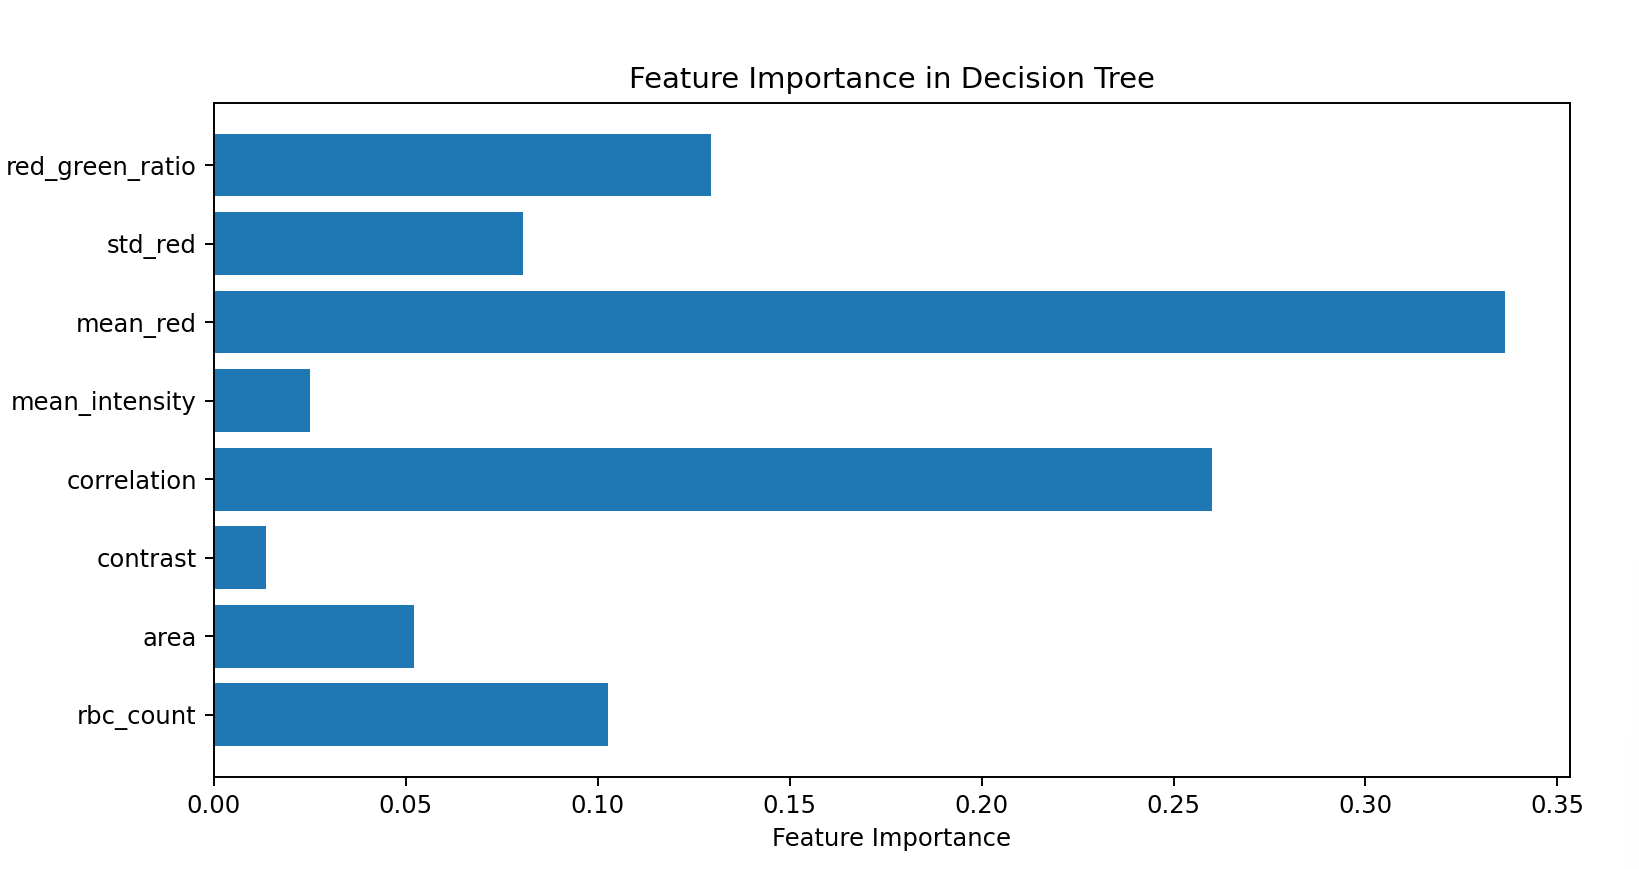 Feature Importance in Decision Tree
red_green_ratio
std_red
mean_red
mean_intensity
correlation
contrast
area
rbc_count
0.00 0.05 0.10 0.15 0.20 0.25 0.30 0.35
Feature Importance